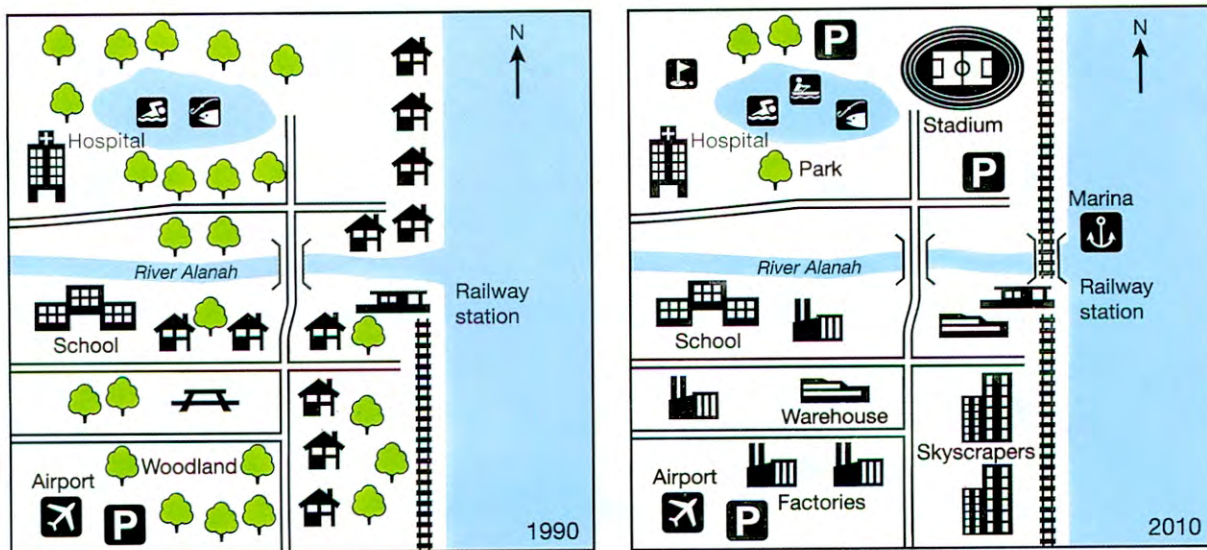 N
Hospital
River Alanah
Railway
station
School
Woodland
Airport
P
1990
P
N
Stadium
Hospital
Park
P
Marina
River Alanah
Railway
station
School
Warehouse
Skyscrapers
Airport
Factories
P
2010